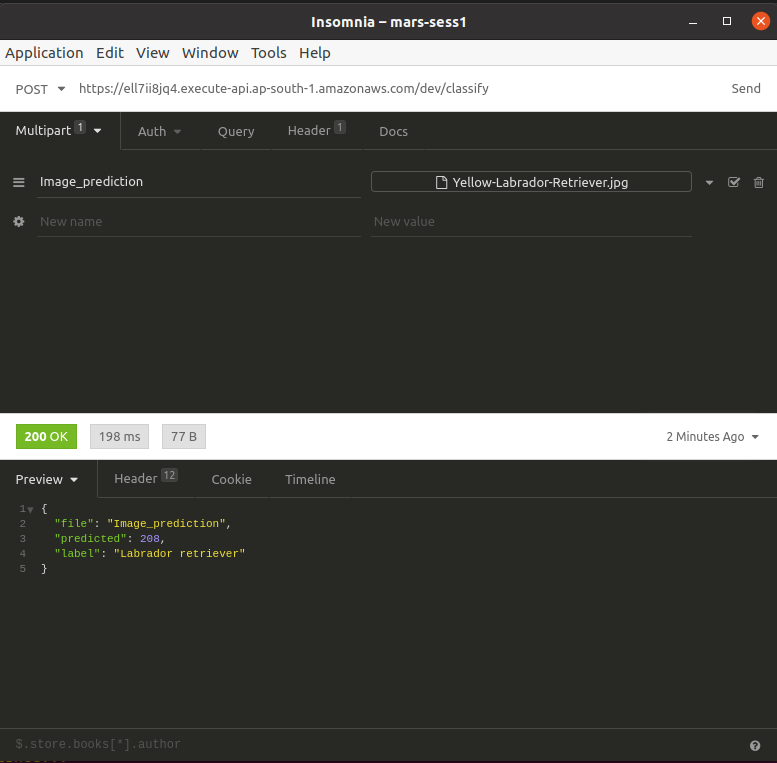 Insomnia – mars-sess1
Application Edit View Window Tools Help
POST https://ell7ii8jq4.execute-api.ap-south-1.amazonaws.com/dev/classify Send
Multipart 1 Auth Query Header 1 Docs
Image_prediction Yellow-Labrador-Retriever.jpg
New name New value
200 OK 198 ms 77 B 2 Minutes Ago
Preview Header 12 Cookie Timeline
1 {
2 "file": "Image_prediction",
3 "predicted": 208,
4 "label": "Labrador retriever"
5 }
$.store.books[*].author